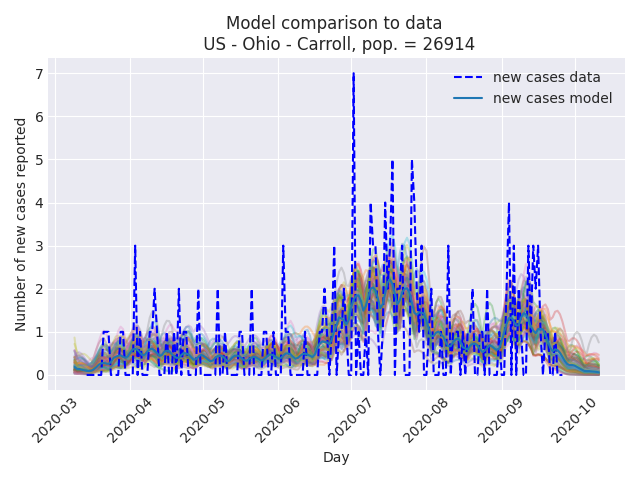 Model comparison to data
US - Ohio - Carroll, pop. = 26914
new cases data
new cases model
Number of new cases reported
7
6
5
4
3
2
1
0
2020-03
2020-04
2020-05
2020-06
2020-07
2020-08
2020-09
2020-10
Day